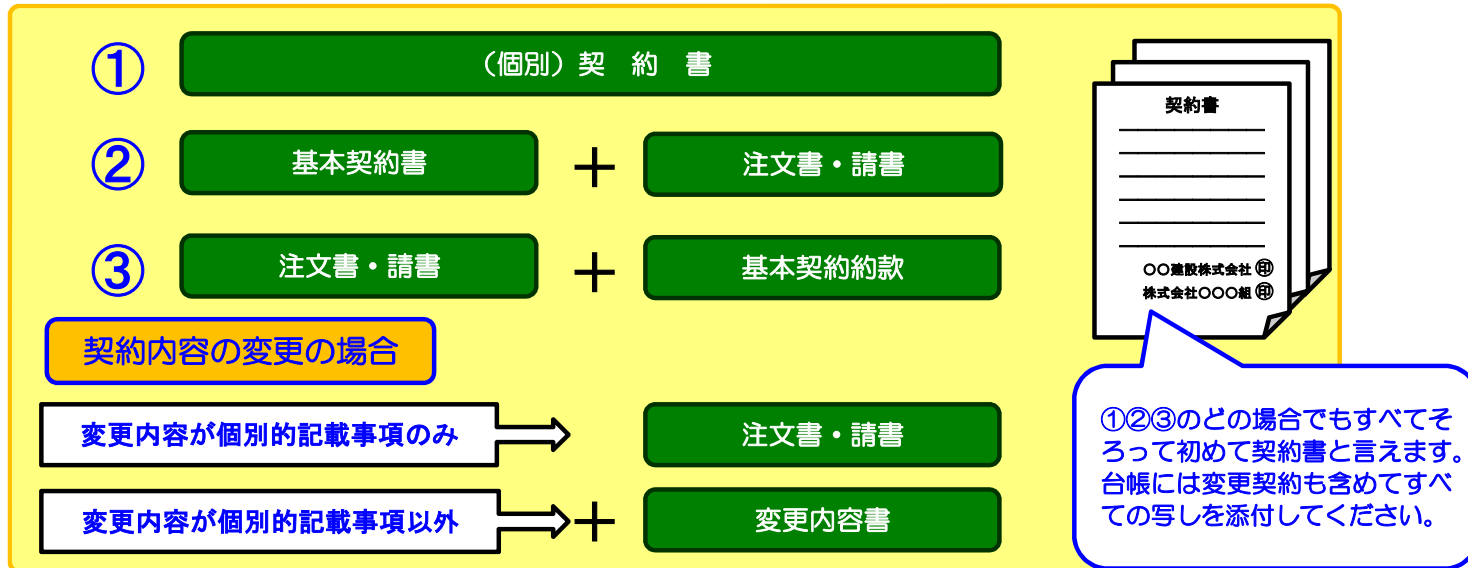 ①
(個別)契 約 書
②
基本契約書
+
注文書・請書
③
注文書・請書
+
基本契約約款
契約内容の変更の場合
変更内容が個別的記載事項のみ
注文書・請書
変更内容が個別的記載事項以外
+
変更内容書
契約書
〇〇建設株式会社 ㊞
株式会社〇〇〇組 ㊞
①②③のどの場合でもすべてそ
ろって初めて契約書と言えます。
台帳には変更契約も含めてすべ
ての写しを添付してください。